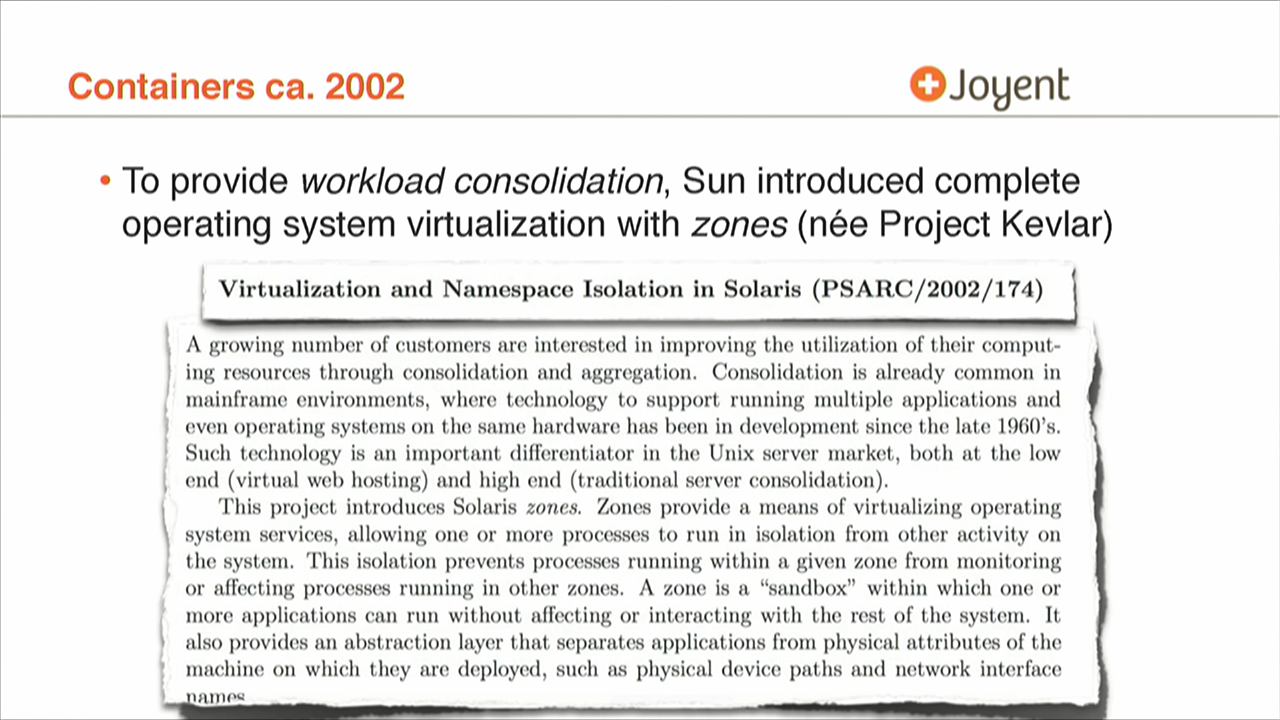 Containers ca. 2002
Joyent
• To provide workload consolidation, Sun introduced complete
operating system virtualization with zones (née Project Kevlar)
Virtualization and Namespace Isolation in Solaris (PSARC/2002/174)
A growing number of customers are interested in improving the utilization of their comput-
ing resources through consolidation and aggregation. Consolidation is already common in
mainframe environments, where technology to support running multiple applications and
even operating systems on the same hardware has been in development since the late 1960's.
Such technology is an important differentiator in the Unix server market, both at the low
end (virtual web hosting) and high end (traditional server consolidation).
This project introduces Solaris zones. Zones provide a means of virtualizing operating
system services, allowing one or more processes to run in isolation from other activity on
the system. This isolation prevents processes running within a given zone from monitoring
or affecting processes running in other zones. A zone is a “sandbox” within which one or
more applications can run without affecting or interacting with the rest of the system. It
also provides an abstraction layer that separates applications from physical attributes of the
machine on which they are deployed, such as physical device paths and network interface
names